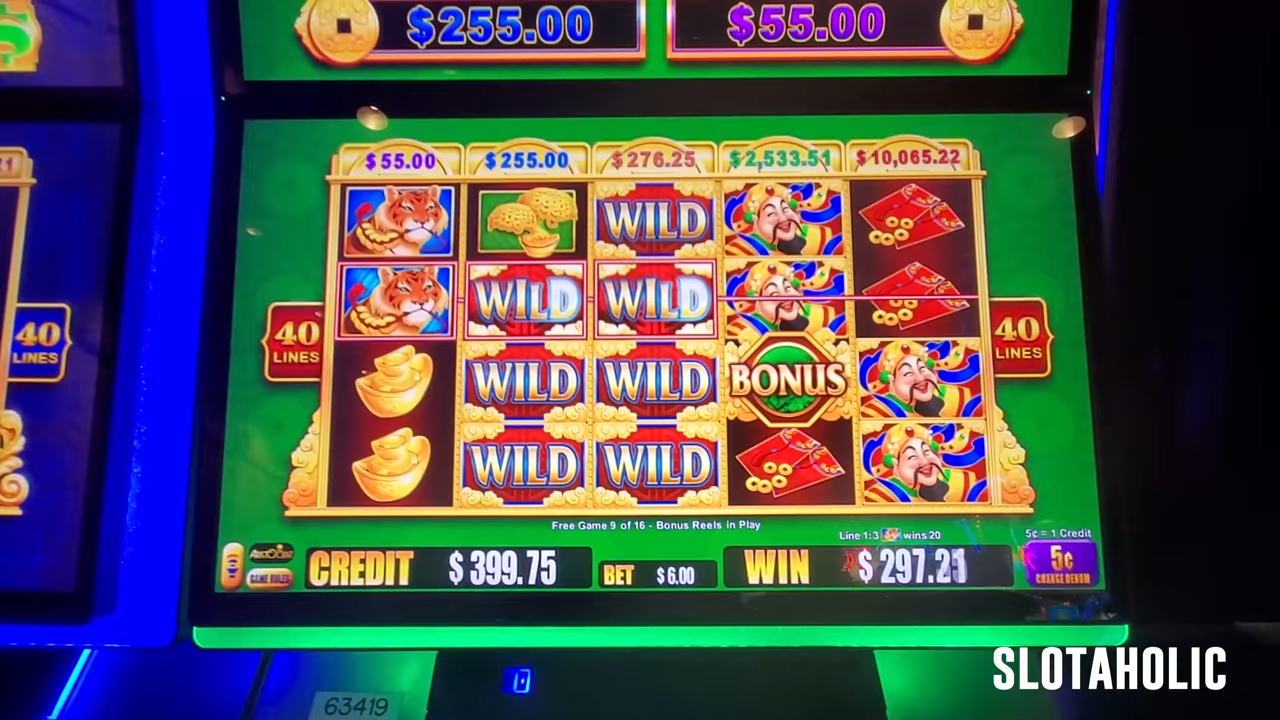 $255.00 $55.00
$55.00 $255.00 $276.25 $2,533.51 $10,065.22
WILD
WILD WILD
40 LINES
40 LINES
40 LINES
WILD WILD BONUS
WILD WILD
Free Game 9 of 16 - Bonus Reels in Play
Line 1:3 wins 20
5¢ = 1 Credit
CREDIT $399.75
BET $6.00
WIN
5¢
CHANGE DENOM
SLOTAHOLIC
63419